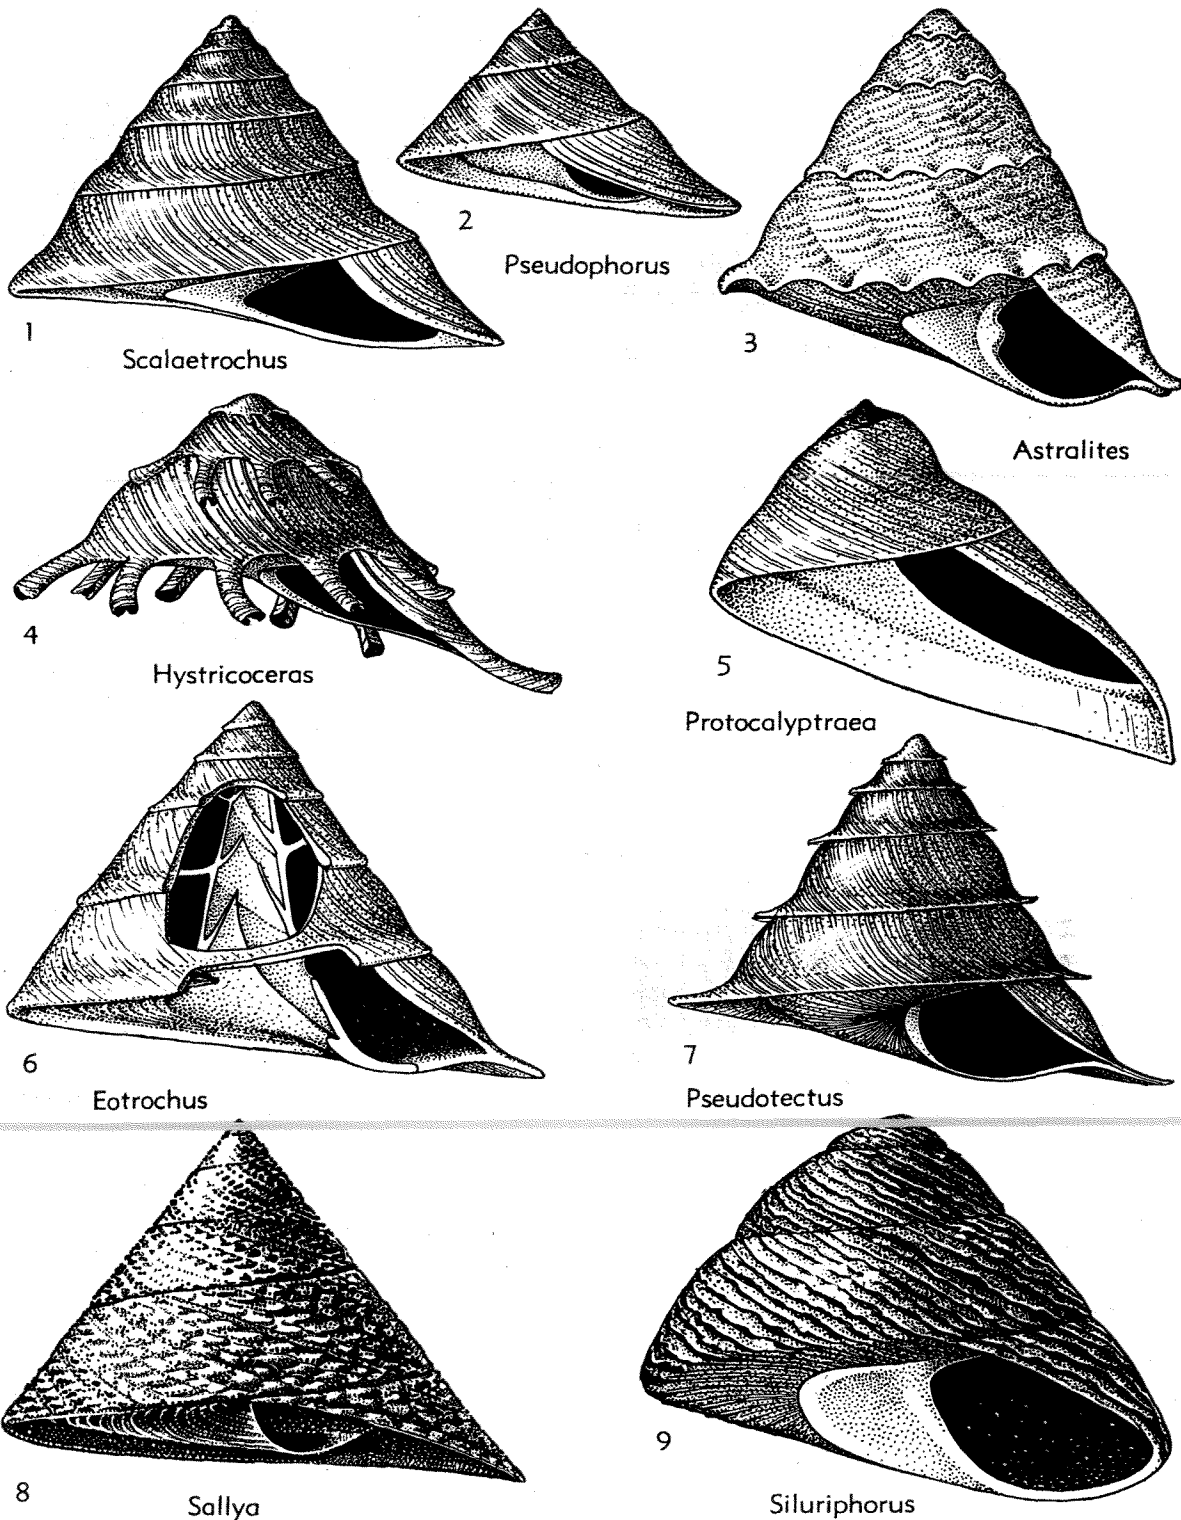 1
Scalaetrochus
2
Pseudophorus
3
Astralites
4
Hystricoceras
5
Protocalyptraea
6
Eotrochus
7
Pseudotectus
8
Sallya
9
Siluriphorus